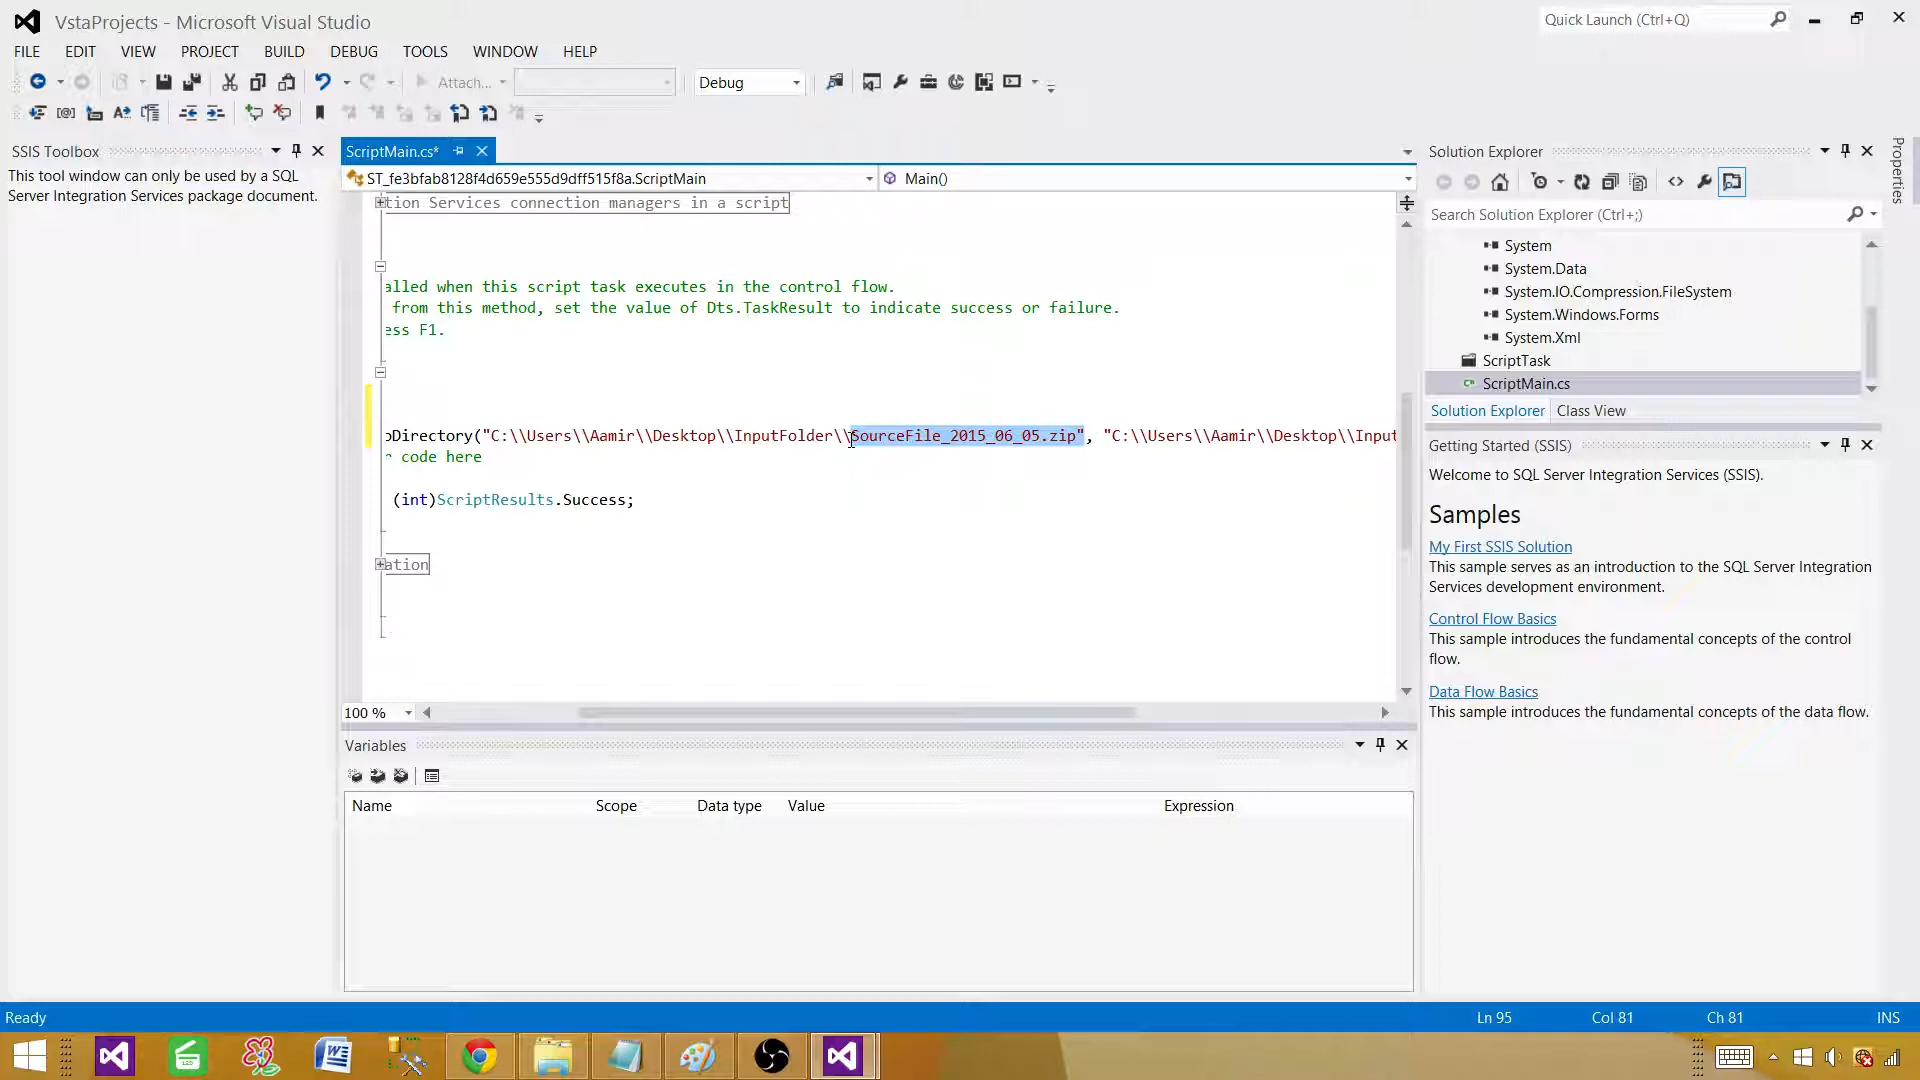 VstaProjects - Microsoft Visual Studio
Quick Launch (Ctrl+Q)
FILE EDIT VIEW PROJECT BUILD DEBUG TOOLS WINDOW HELP
Attach... Debug
SSIS Toolbox
This tool window can only be used by a SQL
Server Integration Services package document.
ScriptMain.cs*
ST_fe3bfab8128f4d659e555d9dff515f8a.ScriptMain
Main()
tion Services connection managers in a script
alled when this script task executes in the control flow.
from this method, set the value of Dts.TaskResult to indicate success or failure.
ess F1.
oDirectory("C:\\Users\\Aamir\\Desktop\\InputFolder\\SourceFile_2015_06_05.zip", "C:\\Users\\Aamir\\Desktop\\Input
r code here
(int)ScriptResults.Success;
ation
100 %
Variables
Name Scope Data type Value Expression
Solution Explorer
Search Solution Explorer (Ctrl+;)
System
System.Data
System.IO.Compression.FileSystem
System.Windows.Forms
System.Xml
ScriptTask
ScriptMain.cs
Solution Explorer Class View
Getting Started (SSIS)
Welcome to SQL Server Integration Services (SSIS).
Samples
My First SSIS Solution
This sample serves as an introduction to the SQL Server Integration
Services development environment.
Control Flow Basics
This sample introduces the fundamental concepts of the control
flow.
Data Flow Basics
This sample introduces the fundamental concepts of the data flow.
Properties
Ready
Ln 95 Col 81 Ch 81 INS